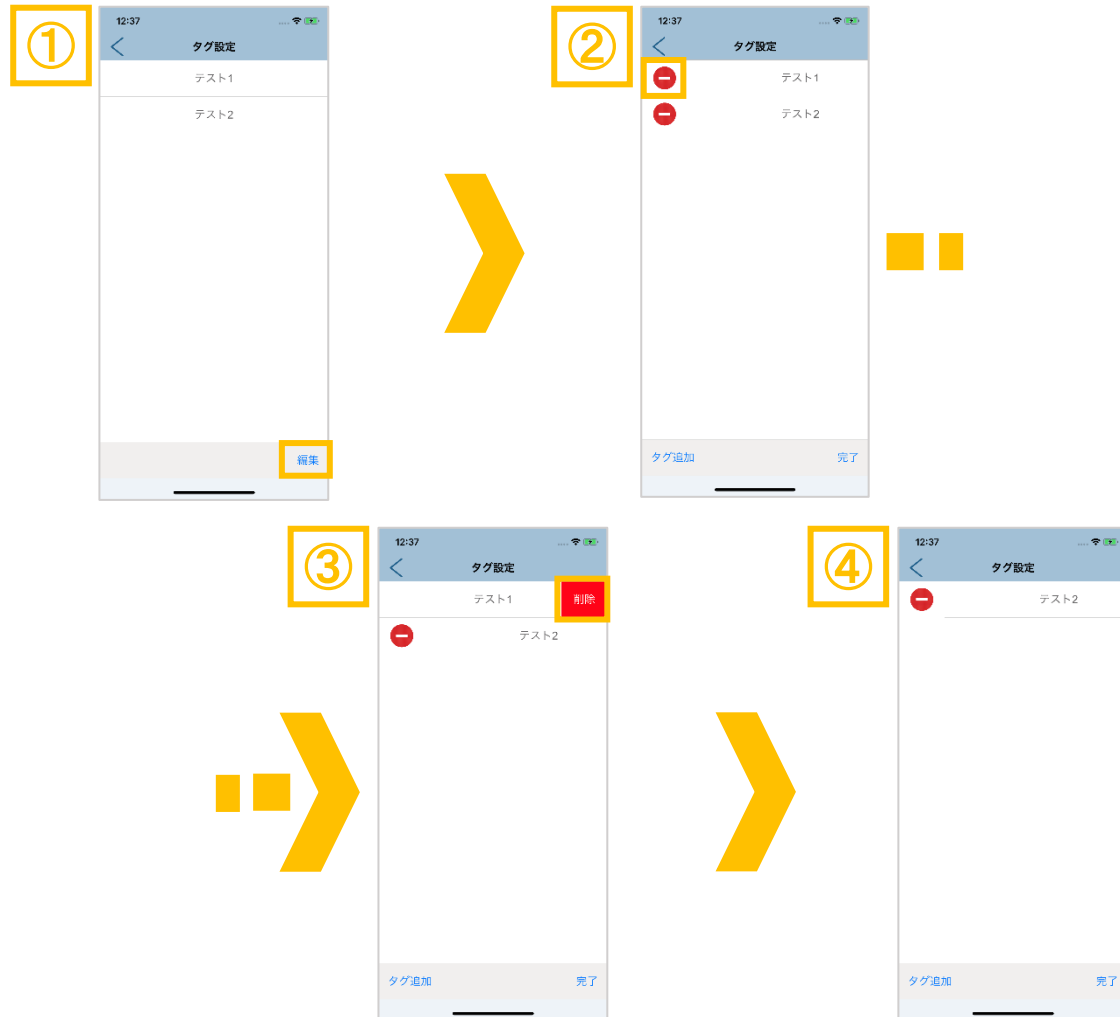 ①
12:37
タグ設定
テスト1
テスト2
編集
②
12:37
タグ設定
テスト1
テスト2
タグ追加
完了
③
12:37
タグ設定
テスト1
削除
テスト2
タグ追加
完了
④
12:37
タグ設定
テスト2
タグ追加
完了